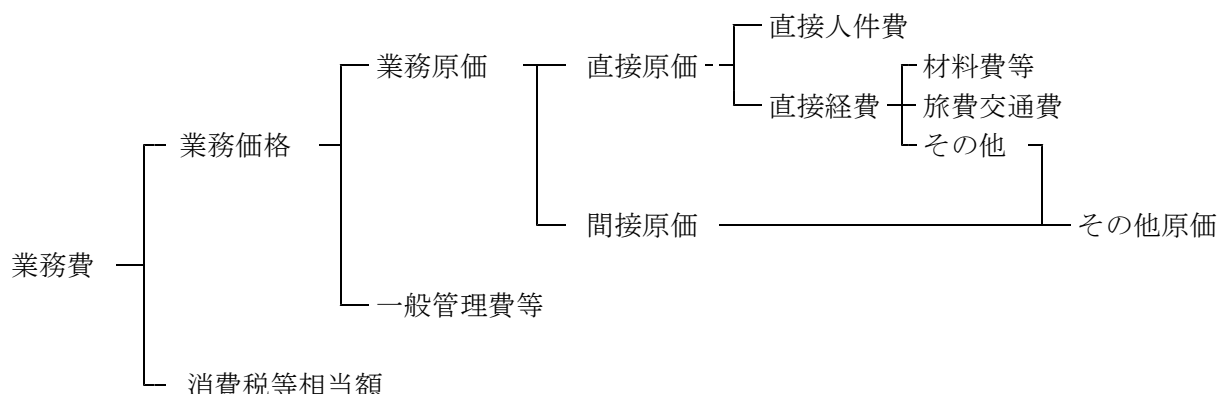 直接人件費
業務原価 直接原価 材料費等
直接経費 旅費交通費
業務価格 その他
間接原価 その他原価
業務費
一般管理費等
消費税等相当額